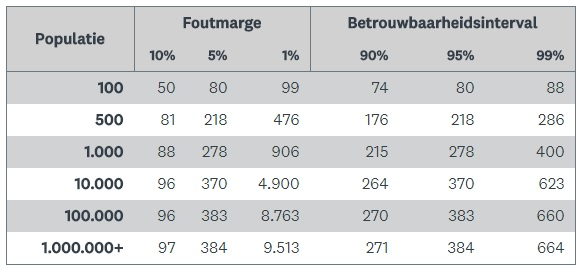 Populatie Foutmarge Betrouwbaarheidsinterval
10% 5% 1% 90% 95% 99%
100 50 80 99 74 80 88
500 81 218 476 176 218 286
1.000 88 278 906 215 278 400
10.000 96 370 4.900 264 370 623
100.000 96 383 8.763 270 383 660
1.000.000+ 97 384 9.513 271 384 664